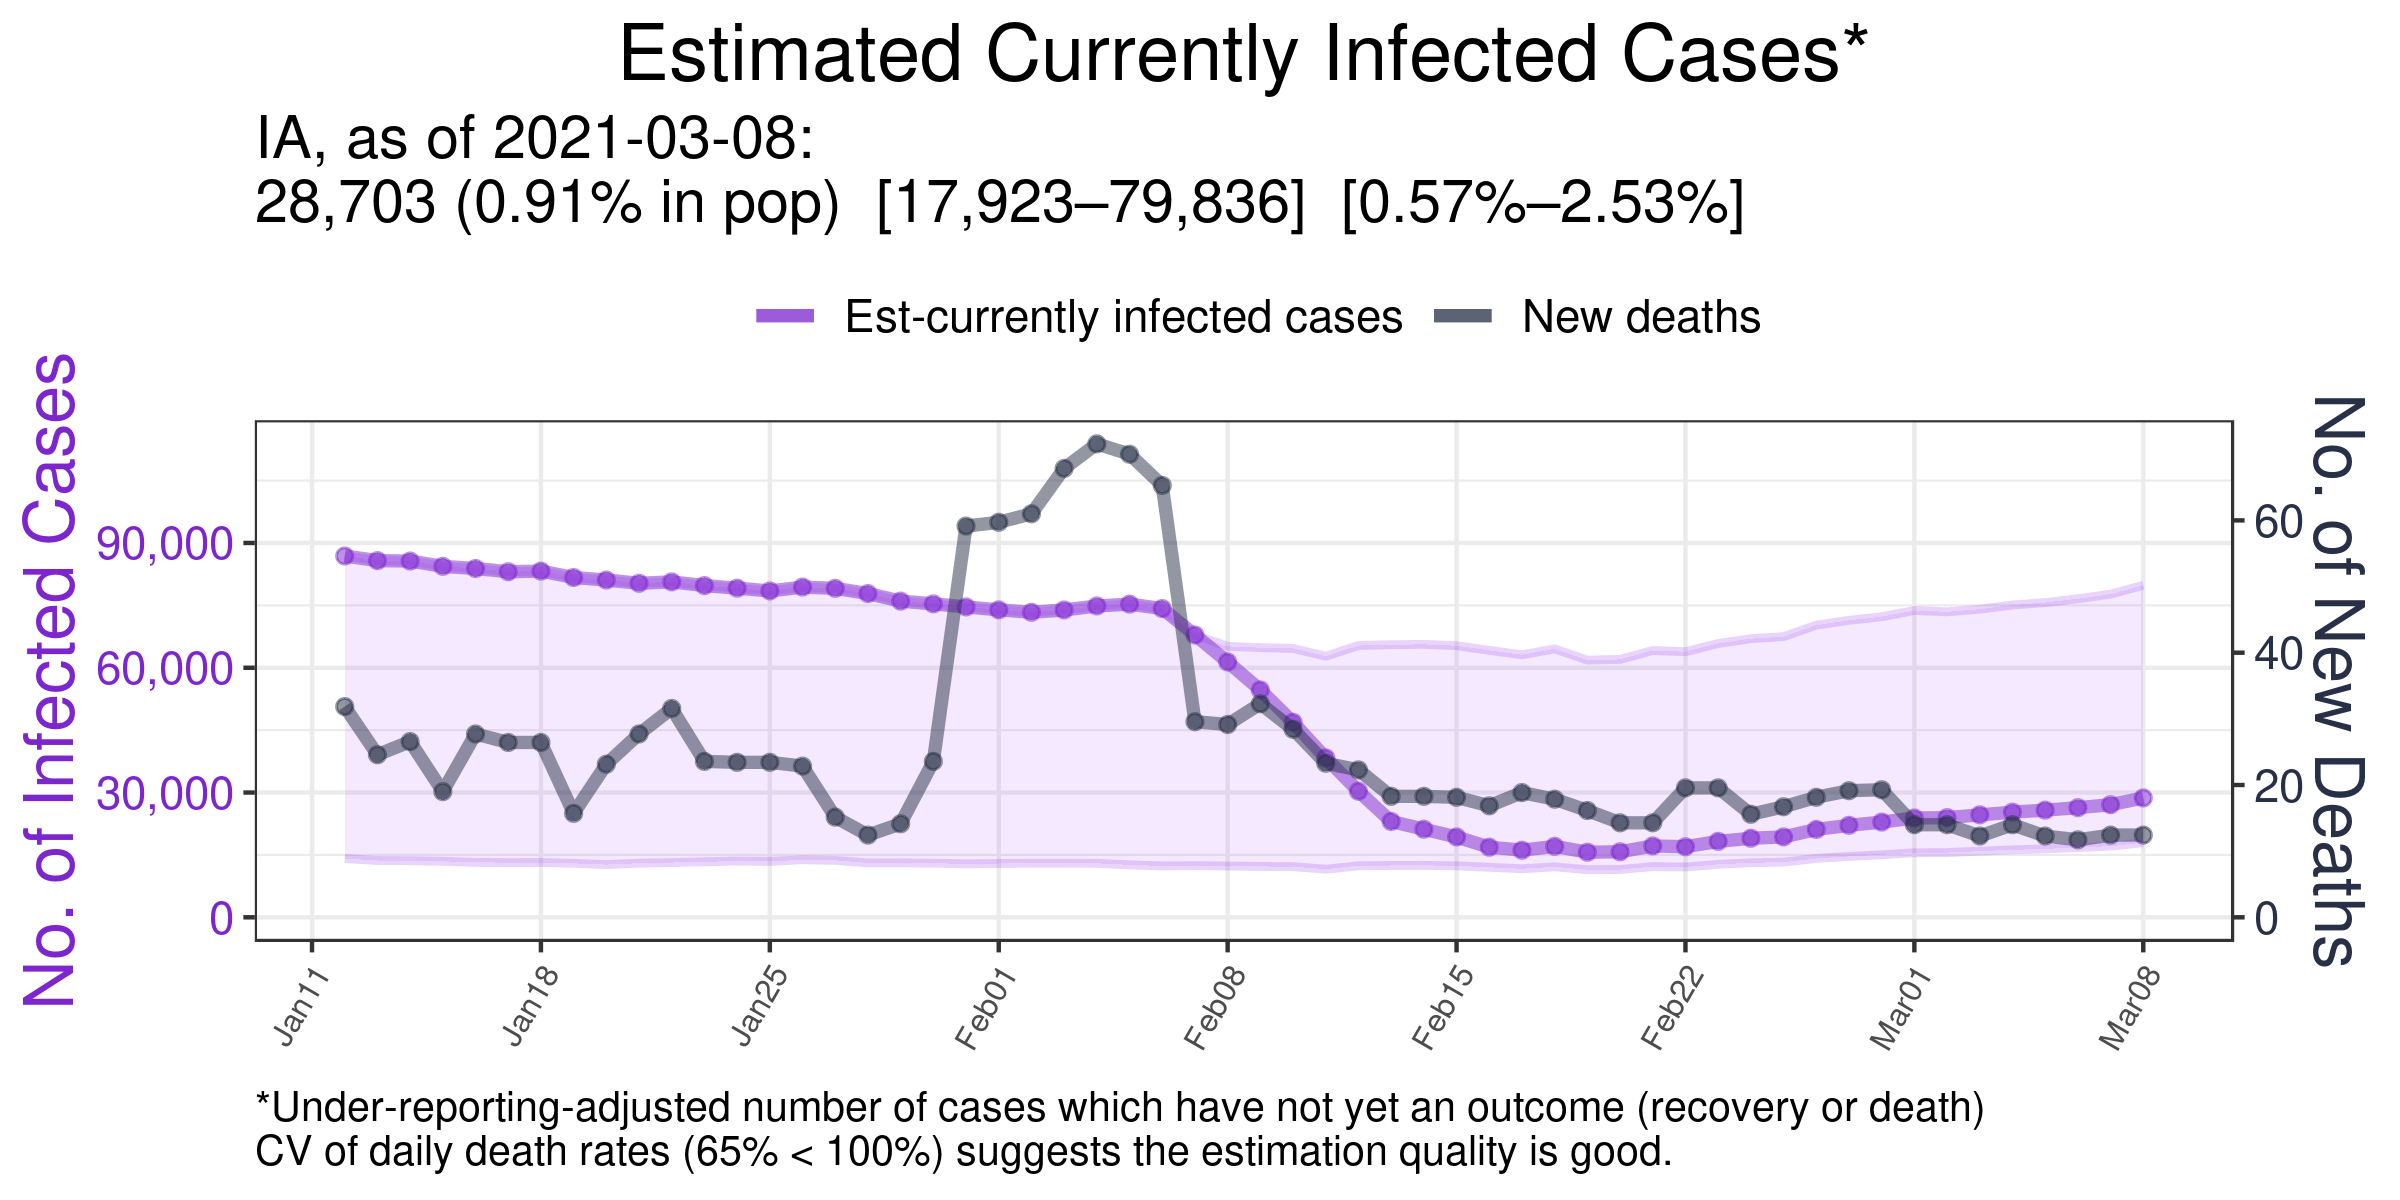 Estimated Currently Infected Cases*
IA, as of 2021-03-08:
28,703 (0.91% in pop)  [17,923–79,836]  [0.57%–2.53%]
Est-currently infected cases
New deaths
No. of Infected Cases
90,000
60,000
30,000
0
60
40
20
0
No. of New Deaths
Jan11
Jan18
Jan25
Feb01
Feb08
Feb15
Feb22
Mar01
Mar08
*Under-reporting-adjusted number of cases which have not yet an outcome (recovery or death)
CV of daily death rates (65% < 100%) suggests the estimation quality is good.